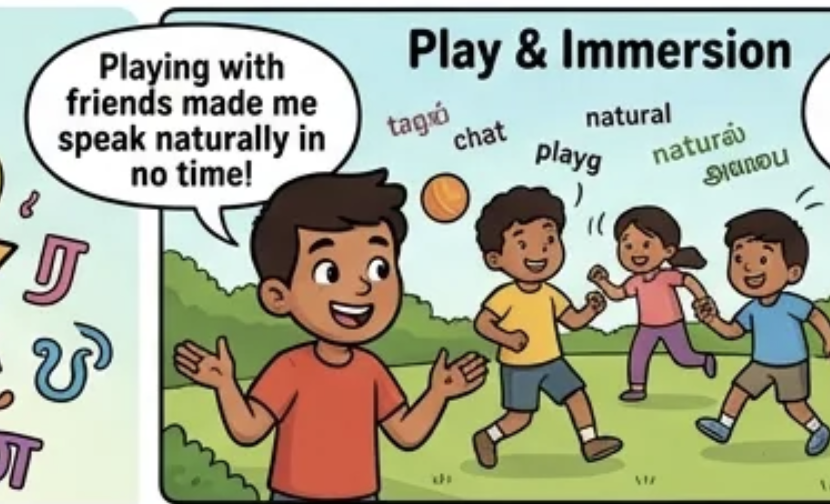 Play & Immersion
Playing with
friends made me
speak naturally in
no time!
chat
natural
playg
ர